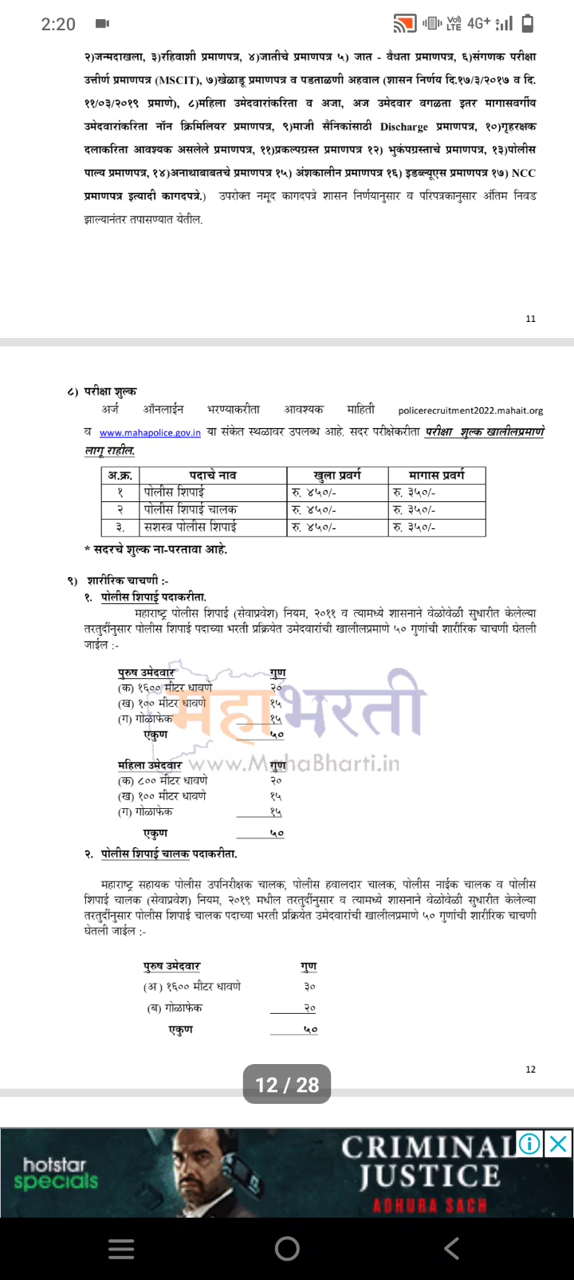 2:20
Vo)) LTE 4G+
२)जन्मदाखला, ३)रहिवाशी प्रमाणपत्र, ४)जातीचे प्रमाणपत्र ५) जात - वैधता प्रमाणपत्र, ६)संगणक परीक्षा
उत्तीर्ण प्रमाणपत्र (MSCIT), ७)खेळाडू प्रमाणपत्र व पडताळणी अहवाल (शासन निर्णय दि.१७/३/२०१७ व दि.
११/०३/२०१९ प्रमाणे), ८)महिला उमेदवारांकरिता व अजा, अज उमेदवार वगळता इतर मागासवर्गीय
उमेदवारांकरिता नॉन क्रिमिलियर प्रमाणपत्र, ९)माजी सैनिकांसाठी Discharge प्रमाणपत्र, १०)गृहरक्षक
दलाकरिता आवश्यक असलेले प्रमाणपत्र, ११)प्रकल्पग्रस्त प्रमाणपत्र १२) भुकंपग्रस्ताचे प्रमाणपत्र, १३)पोलीस
पाल्य प्रमाणपत्र, १४)अनाथाबाबतचे प्रमाणपत्र १५) अंशकालीन प्रमाणपत्र १६) इडब्ल्यूएस प्रमाणपत्र १७) NCC
प्रमाणपत्र इत्यादी कागदपत्रे.) उपरोक्त नमूद कागदपत्रे शासन निर्णयानुसार व परिपत्रकानुसार अंतिम निवड
झाल्यानंतर तपासण्यात येतील.
11
८) परीक्षा शुल्क
अर्ज ऑनलाईन भरण्याकरीता आवश्यक माहिती policerecruitment2022.mahait.org
व www.mahapolice.gov.in या संकेत स्थळावर उपलब्ध आहे. सदर परीक्षेकरीता परीक्षा शुल्क खालीलप्रमाणे
लागू राहील.
अ.क्र. पदाचे नाव खुला प्रवर्ग मागास प्रवर्ग
१ पोलीस शिपाई रु. ४५०/- रु. ३५०/-
२ पोलीस शिपाई चालक रु. ४५०/- रु. ३५०/-
३. सशस्त्र पोलीस शिपाई रु. ४५०/- रु. ३५०/-
* सदरचे शुल्क ना-परतावा आहे.
९) शारीरिक चाचणी :-
१. पोलीस शिपाई पदाकरीता.
महाराष्ट्र पोलीस शिपाई (सेवाप्रवेश) नियम, २०११ व त्यामध्ये शासनाने वेळोवेळी सुधारीत केलेल्या
तरतुदींनुसार पोलीस शिपाई पदाच्या भरती प्रक्रियेत उमेदवारांची खालीलप्रमाणे ५० गुणांची शारीरिक चाचणी घेतली
जाईल :-
पुरुष उमेदवार गुण
(क) १६०० मीटर धावणे २०
(ख) १०० मीटर धावणे १५
(ग) गोळाफेक १५
एकुण ५०
महाभरती
www.MahaBharti.in
महिला उमेदवार गुण
(क) ८०० मीटर धावणे २०
(ख) १०० मीटर धावणे १५
(ग) गोळाफेक १५
एकुण ५०
२. पोलीस शिपाई चालक पदाकरीता.
महाराष्ट्र सहायक पोलीस उपनिरीक्षक चालक, पोलीस हवालदार चालक, पोलीस नाईक चालक व पोलीस
शिपाई चालक (सेवाप्रवेश) नियम, २०१९ मधील तरतुदींनुसार व त्यामध्ये शासनाने वेळोवेळी सुधारीत केलेल्या
तरतुदींनुसार पोलीस शिपाई चालक पदाच्या भरती प्रक्रियेत उमेदवारांची खालीलप्रमाणे ५० गुणांची शारीरिक चाचणी
घेतली जाईल :-
पुरुष उमेदवार गुण
(अ) १६०० मीटर धावणे ३०
(ब) गोळाफेक २०
एकुण ५०
12
12 / 28
hotstar
specials
CRIMINAL
JUSTICE
ADHURA SACH